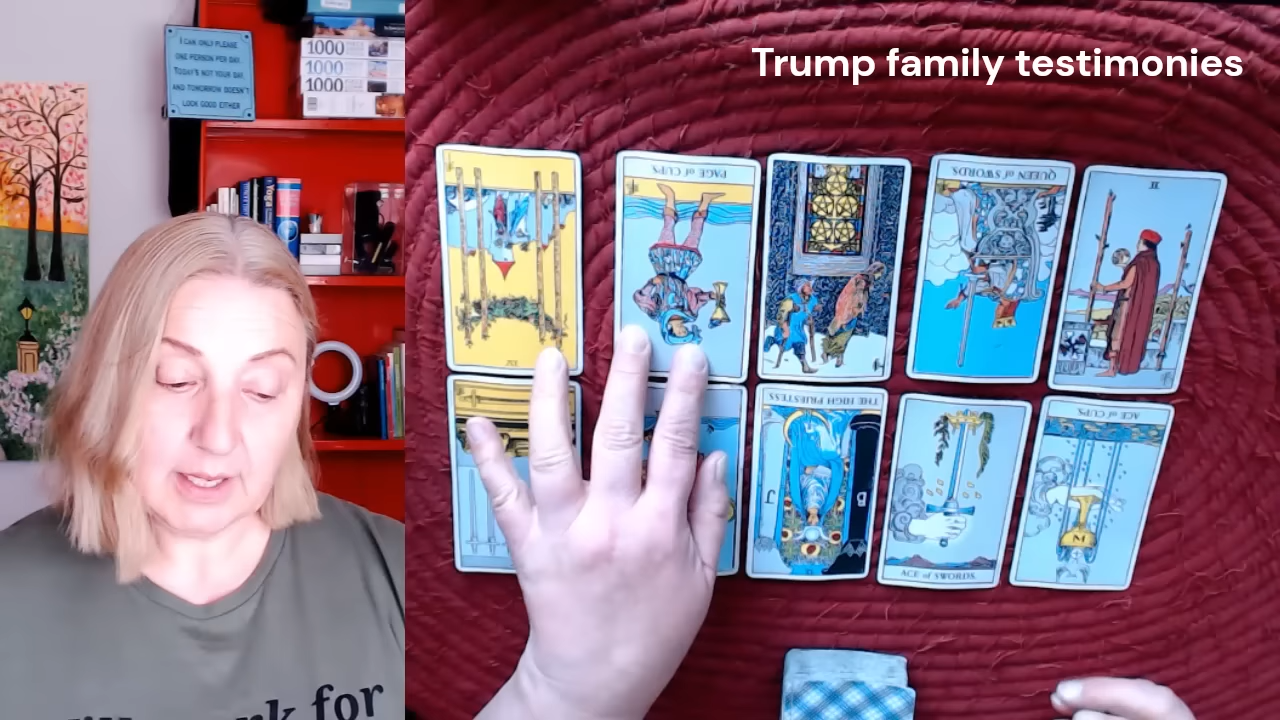 I CAN ONLY PLEASE
ONE PERSON PER DAY.
TODAY'S NOT YOUR DAY.
AND TOMORROW DOESN'T
LOOK GOOD EITHER
1000
1000
1000
Yoga
Trump family testimonies
PAGE of CUPS
QUEEN of SWORDS
II
THE HIGH PRIESTESS
J
B
ACE of SWORDS.
ACE of CUPS
W
for